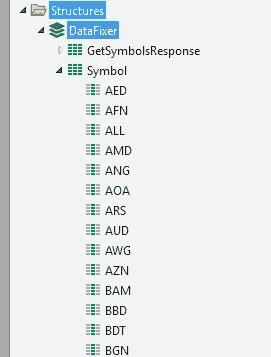 Structures
DataFixer
GetSymbolsResponse
Symbol
AED
AFN
ALL
AMD
ANG
AOA
ARS
AUD
AWG
AZN
BAM
BBD
BDT
BGN